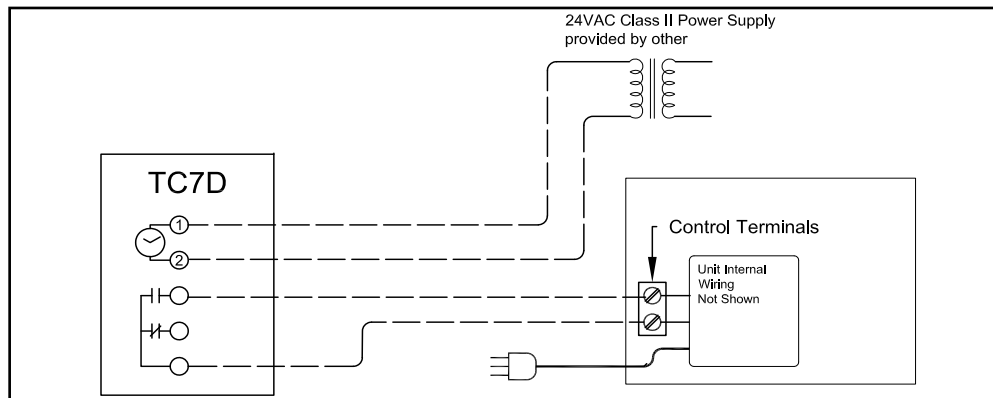 24VAC Class II Power Supply
provided by other
TC7D
1
2
Control Terminals
Unit Internal
Wiring
Not Shown